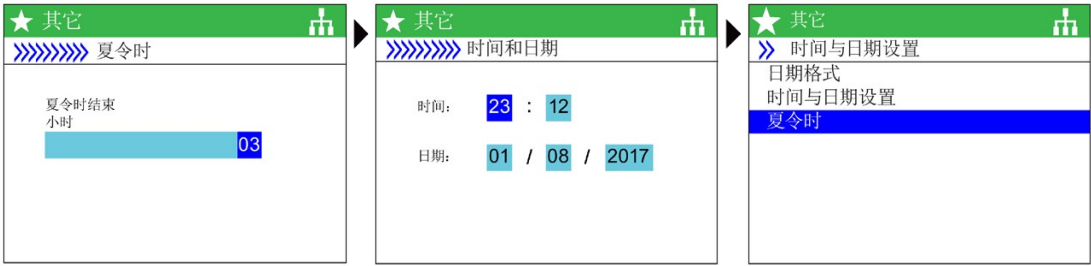 其它
夏令时
夏令时结束
小时
03
其它
时间和日期
时间: 23 : 12
日期: 01 / 08 / 2017
其它
时间与日期设置
日期格式
时间与日期设置
夏令时